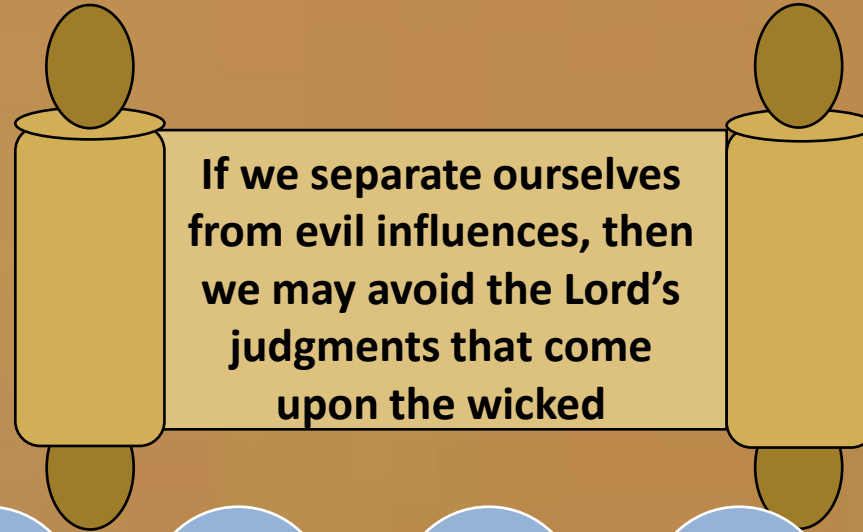 If we separate ourselves
from evil influences, then
we may avoid the Lord’s
judgments that come
upon the wicked